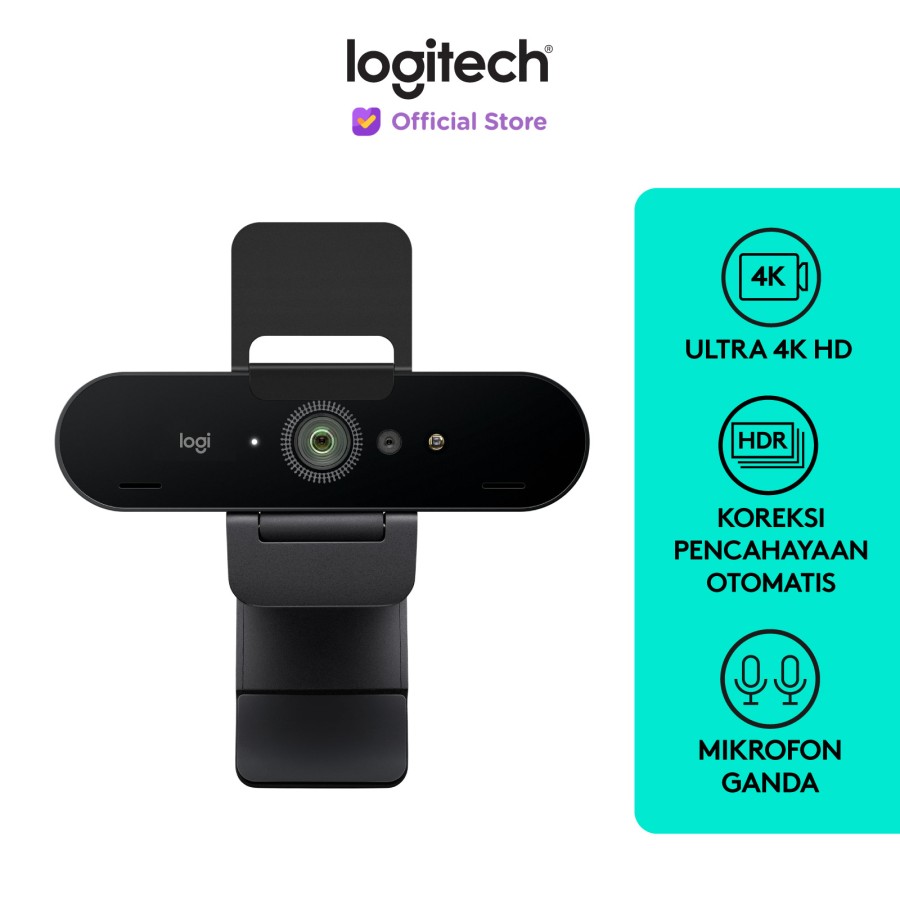 logitech®
Official Store
logi
4K
ULTRA 4K HD
HDR
KOREKSI
PENCAHAYAAN
OTOMATIS
MIKROFON
GANDA